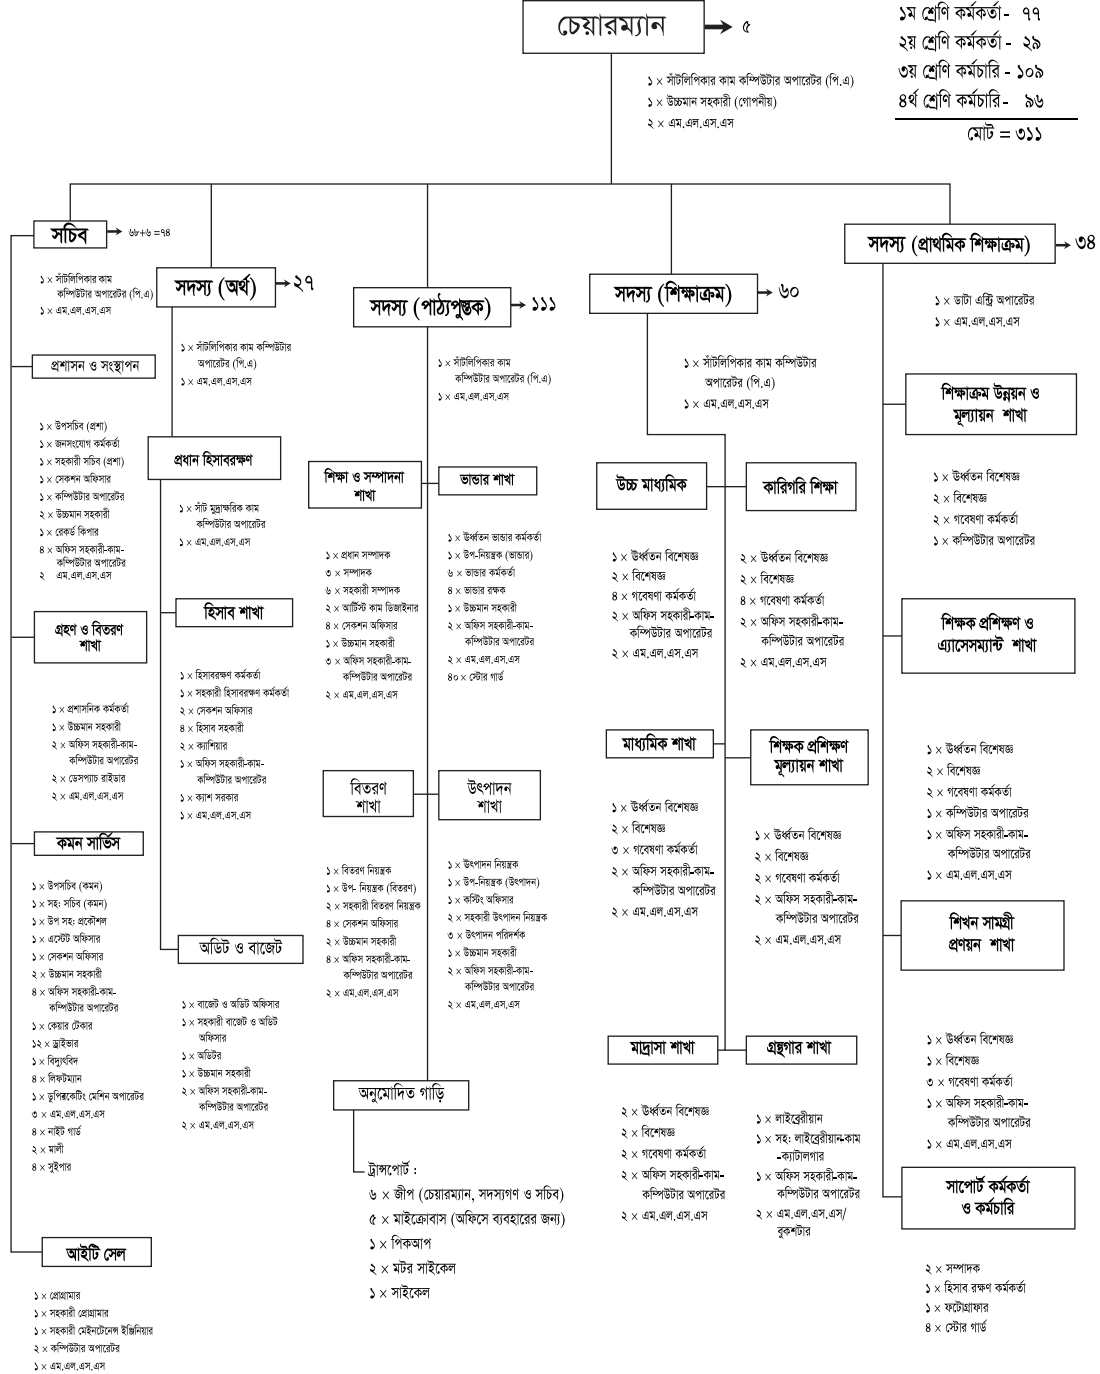 চেয়ারম্যান
৫
১ম শ্রেণি কর্মকর্তা - ৭৭
২য় শ্রেণি কর্মকর্তা - ২৯
৩য় শ্রেণি কর্মচারি - ১০৯
৪র্থ শ্রেণি কর্মচারি - ৯৬
মোট = ৩১১
১ × সাঁটলিপিকার কাম কম্পিউটার অপারেটর (পি.এ)
১ × উচ্চমান সহকারী (গোপনীয়)
২ × এম.এল.এস.এস
সচিব
৬৮+৬ =৭৪
১ × সাঁটলিপিকার কাম
কম্পিউটার অপারেটর (পি.এ)
১ × এম.এল.এস.এস
প্রশাসন ও সংস্থাপন
১ × উপসচিব (প্রশা)
১ × জনসংযোগ কর্মকর্তা
১ × সহকারী সচিব (প্রশা)
১ × সেকশন অফিসার
১ × কম্পিউটার অপারেটর
২ × উচ্চমান সহকারী
১ × রেকর্ড কিপার
৪ × অফিস সহকারী-কাম-
কম্পিউটার অপারেটর
২ এম.এল.এস.এস
গ্রহণ ও বিতরণ
শাখা
১ × প্রশাসনিক কর্মকর্তা
১ × উচ্চমান সহকারী
২ × অফিস সহকারী-কাম-
কম্পিউটার অপারেটর
২ × ডেসপ্যাচ রাইডার
২ × এম.এল.এস.এস
কমন সার্ভিস
১ × উপসচিব (কমন)
১ × সহ: সচিব (কমন)
১ × উপ সহ: প্রকৌশল
১ × এস্টেট অফিসার
১ × সেকশন অফিসার
২ × উচ্চমান সহকারী
৪ × অফিস সহকারী-কাম-
কম্পিউটার অপারেটর
১ × কেয়ার টেকার
১২ × ড্রাইভার
১ × বিদ্যুৎবিদ
৪ × লিফটম্যান
১ × ডুপ্লিকেটিং মেশিন অপারেটর
৩ × এম.এল.এস.এস
৪ × নাইট গার্ড
২ × মালী
৪ × সুইপার
আইটি সেল
১ × প্রোগ্রামার
১ × সহকারী প্রোগ্রামার
১ × সহকারী মেইনটেনেন্স ইঞ্জিনিয়ার
২ × কম্পিউটার অপারেটর
১ × এম.এল.এস.এস
সদস্য (অর্থ)
২৭
১ × সাঁটলিপিকার কাম কম্পিউটার
অপারেটর (পি.এ)
১ × এম.এল.এস.এস
প্রধান হিসাবরক্ষণ
১ × সাঁট মুদ্রাক্ষরিক কাম
কম্পিউটার অপারেটর
১ × এম.এল.এস.এস
হিসাব শাখা
১ × হিসাবরক্ষণ কর্মকর্তা
১ × সহকারী হিসাবরক্ষণ কর্মকর্তা
২ × সেকশন অফিসার
৪ × হিসাব সহকারী
২ × ক্যাশিয়ার
১ × অফিস সহকারী-কাম-
কম্পিউটার অপারেটর
১ × ক্যাশ সরকার
১ × এম.এল.এস.এস
অডিট ও বাজেট
১ × বাজেট ও অডিট অফিসার
১ × সহকারী বাজেট ও অডিট
অফিসার
১ × অডিটর
১ × উচ্চমান সহকারী
২ × অফিস সহকারী-কাম-
কম্পিউটার অপারেটর
২ × এম.এল.এস.এস
সদস্য (পাঠ্যপুস্তক)
১১১
১ × সাঁটলিপিকার কাম
কম্পিউটার অপারেটর (পি.এ)
১ × এম.এল.এস.এস
শিক্ষা ও সম্পাদনা
শাখা
১ × প্রধান সম্পাদক
৩ × সম্পাদক
৬ × সহকারী সম্পাদক
২ × আর্টিস্ট কাম ডিজাইনার
৪ × সেকশন অফিসার
১ × উচ্চমান সহকারী
৩ × অফিস সহকারী-কাম-
কম্পিউটার অপারেটর
২ × এম.এল.এস.এস
ভান্ডার শাখা
১ × উর্ধ্বতন ভান্ডার কর্মকর্তা
১ × উপ-নিয়ন্ত্রক (ভান্ডার)
৬ × ভান্ডার কর্মকর্তা
৪ × ভান্ডার রক্ষক
১ × উচ্চমান সহকারী
২ × অফিস সহকারী-কাম-
কম্পিউটার অপারেটর
২ × এম.এল.এস.এস
৪০ × স্টোর গার্ড
বিতরণ
শাখা
১ × বিতরণ নিয়ন্ত্রক
১ × উপ- নিয়ন্ত্রক (বিতরণ)
২ × সহকারী বিতরণ নিয়ন্ত্রক
৪ × সেকশন অফিসার
২ × উচ্চমান সহকারী
৪ × অফিস সহকারী-কাম-
কম্পিউটার অপারেটর
২ × এম.এল.এস.এস
উৎপাদন
শাখা
১ × উৎপাদন নিয়ন্ত্রক
১ × উপ-নিয়ন্ত্রক (উৎপাদন)
১ × কস্টিং অফিসার
২ × সহকারী উৎপাদন নিয়ন্ত্রক
৩ × উৎপাদন পরিদর্শক
১ × উচ্চমান সহকারী
২ × অফিস সহকারী-কাম-
কম্পিউটার অপারেটর
২ × এম.এল.এস.এস
অনুমোদিত গাড়ি
ট্রান্সপোর্ট :
৬ × জীপ (চেয়ারম্যান, সদস্যগণ ও সচিব)
৫ × মাইক্রোবাস (অফিসে ব্যবহারের জন্য)
১ × পিকআপ
২ × মটর সাইকেল
১ × সাইকেল
সদস্য (শিক্ষাক্রম)
৬০
১ × সাঁটলিপিকার কাম কম্পিউটার
অপারেটর (পি.এ)
১ × এম.এল.এস.এস
উচ্চ মাধ্যমিক
১ × উর্ধ্বতন বিশেষজ্ঞ
২ × বিশেষজ্ঞ
৪ × গবেষণা কর্মকর্তা
২ × অফিস সহকারী-কাম-
কম্পিউটার অপারেটর
২ × এম.এল.এস.এস
কারিগরি শিক্ষা
২ × উর্ধ্বতন বিশেষজ্ঞ
২ × বিশেষজ্ঞ
৪ × গবেষণা কর্মকর্তা
২ × অফিস সহকারী-কাম-
কম্পিউটার অপারেটর
২ × এম.এল.এস.এস
মাধ্যমিক শাখা
১ × উর্ধ্বতন বিশেষজ্ঞ
২ × বিশেষজ্ঞ
৩ × গবেষণা কর্মকর্তা
২ × অফিস সহকারী-কাম-
কম্পিউটার অপারেটর
২ × এম.এল.এস.এস
শিক্ষক প্রশিক্ষণ
মূল্যায়ন শাখা
১ × উর্ধ্বতন বিশেষজ্ঞ
২ × বিশেষজ্ঞ
২ × গবেষণা কর্মকর্তা
২ × অফিস সহকারী-কাম-
কম্পিউটার অপারেটর
২ × এম.এল.এস.এস
মাদ্রাসা শাখা
২ × উর্ধ্বতন বিশেষজ্ঞ
২ × বিশেষজ্ঞ
২ × গবেষণা কর্মকর্তা
২ × অফিস সহকারী-কাম-
কম্পিউটার অপারেটর
২ × এম.এল.এস.এস
গ্রন্থগার শাখা
১ × লাইব্রেরীয়ান
১ × সহ: লাইব্রেরীয়ান-কাম
-ক্যাটালগার
১ × অফিস সহকারী-কাম-
কম্পিউটার অপারেটর
২ × এম.এল.এস.এস/
বুকশর্টার
সদস্য (প্রাথমিক শিক্ষাক্রম)
৩৪
১ × ডাটা এন্ট্রি অপারেটর
১ × এম.এল.এস.এস
শিক্ষাক্রম উন্নয়ন ও
মূল্যায়ন শাখা
১ × উর্ধ্বতন বিশেষজ্ঞ
২ × বিশেষজ্ঞ
২ × গবেষণা কর্মকর্তা
১ × কম্পিউটার অপারেটর
শিক্ষক প্রশিক্ষণ ও
এ্যাসেসম্যান্ট শাখা
১ × উর্ধ্বতন বিশেষজ্ঞ
২ × বিশেষজ্ঞ
২ × গবেষণা কর্মকর্তা
১ × কম্পিউটার অপারেটর
১ × অফিস সহকারী-কাম-
কম্পিউটার অপারেটর
১ × এম.এল.এস.এস
শিখন সামগ্রী
প্রণয়ন শাখা
১ × উর্ধ্বতন বিশেষজ্ঞ
১ × বিশেষজ্ঞ
৩ × গবেষণা কর্মকর্তা
১ × অফিস সহকারী-কাম-
কম্পিউটার অপারেটর
১ × এম.এল.এস.এস
সাপোর্ট কর্মকর্তা
ও কর্মচারি
২ × সম্পাদক
১ × হিসাব রক্ষণ কর্মকর্তা
১ × ফটোগ্রাফার
৪ × স্টোর গার্ড